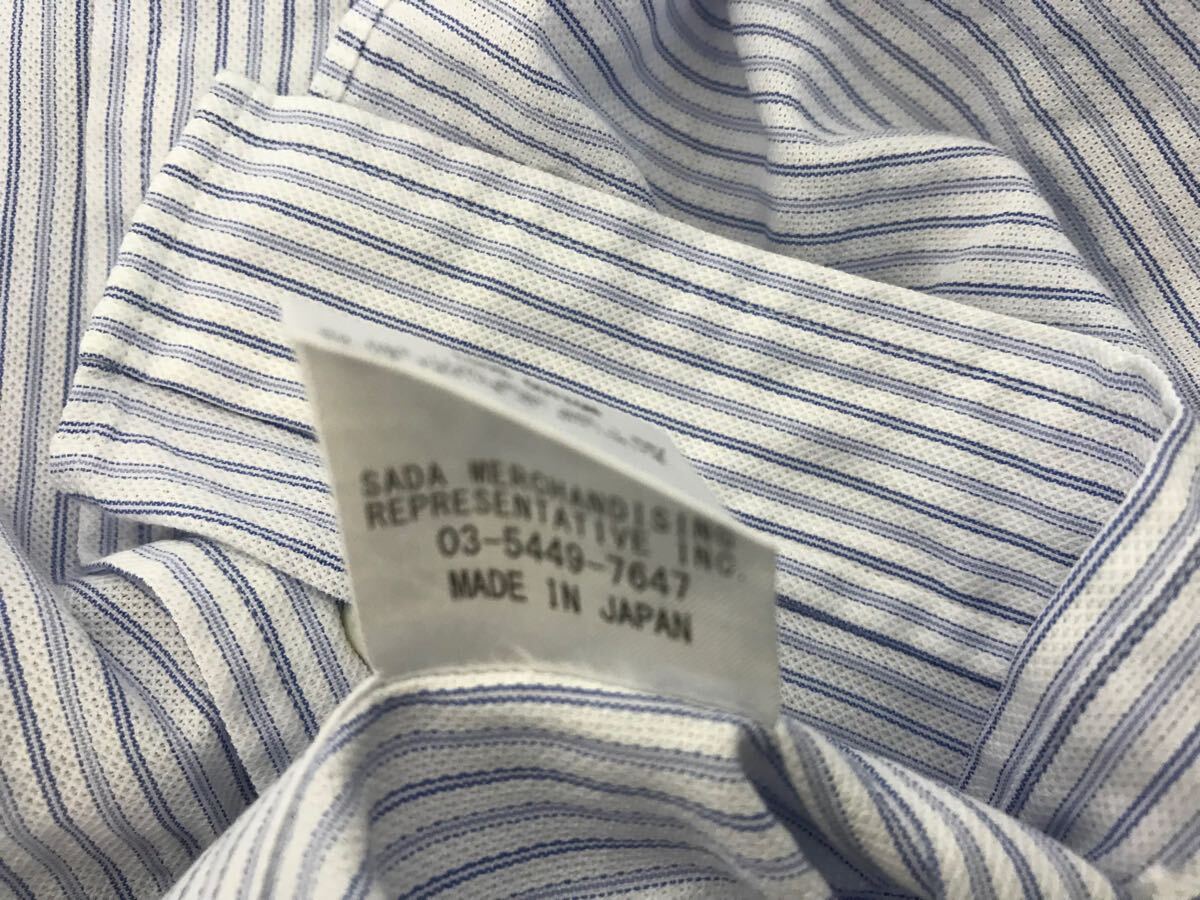 SADA MERCHANDISING
REPRESENTATIVE INC.
03-5449-7647
MADE IN JAPAN